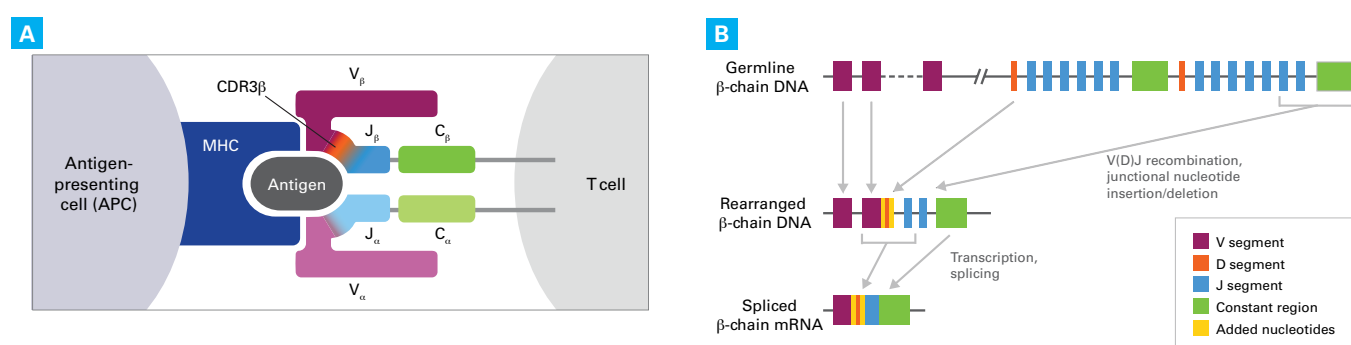 A
CDR3β
Vβ
Jβ
Cβ
MHC
Antigen-
presenting
cell (APC)
Antigen
T cell
Jα
Cα
Vα
B
Germline
β-chain DNA
V(D)J recombination,
junctional nucleotide
insertion/deletion
Rearranged
β-chain DNA
Transcription,
splicing
Spliced
β-chain mRNA
V segment
D segment
J segment
Constant region
Added nucleotides